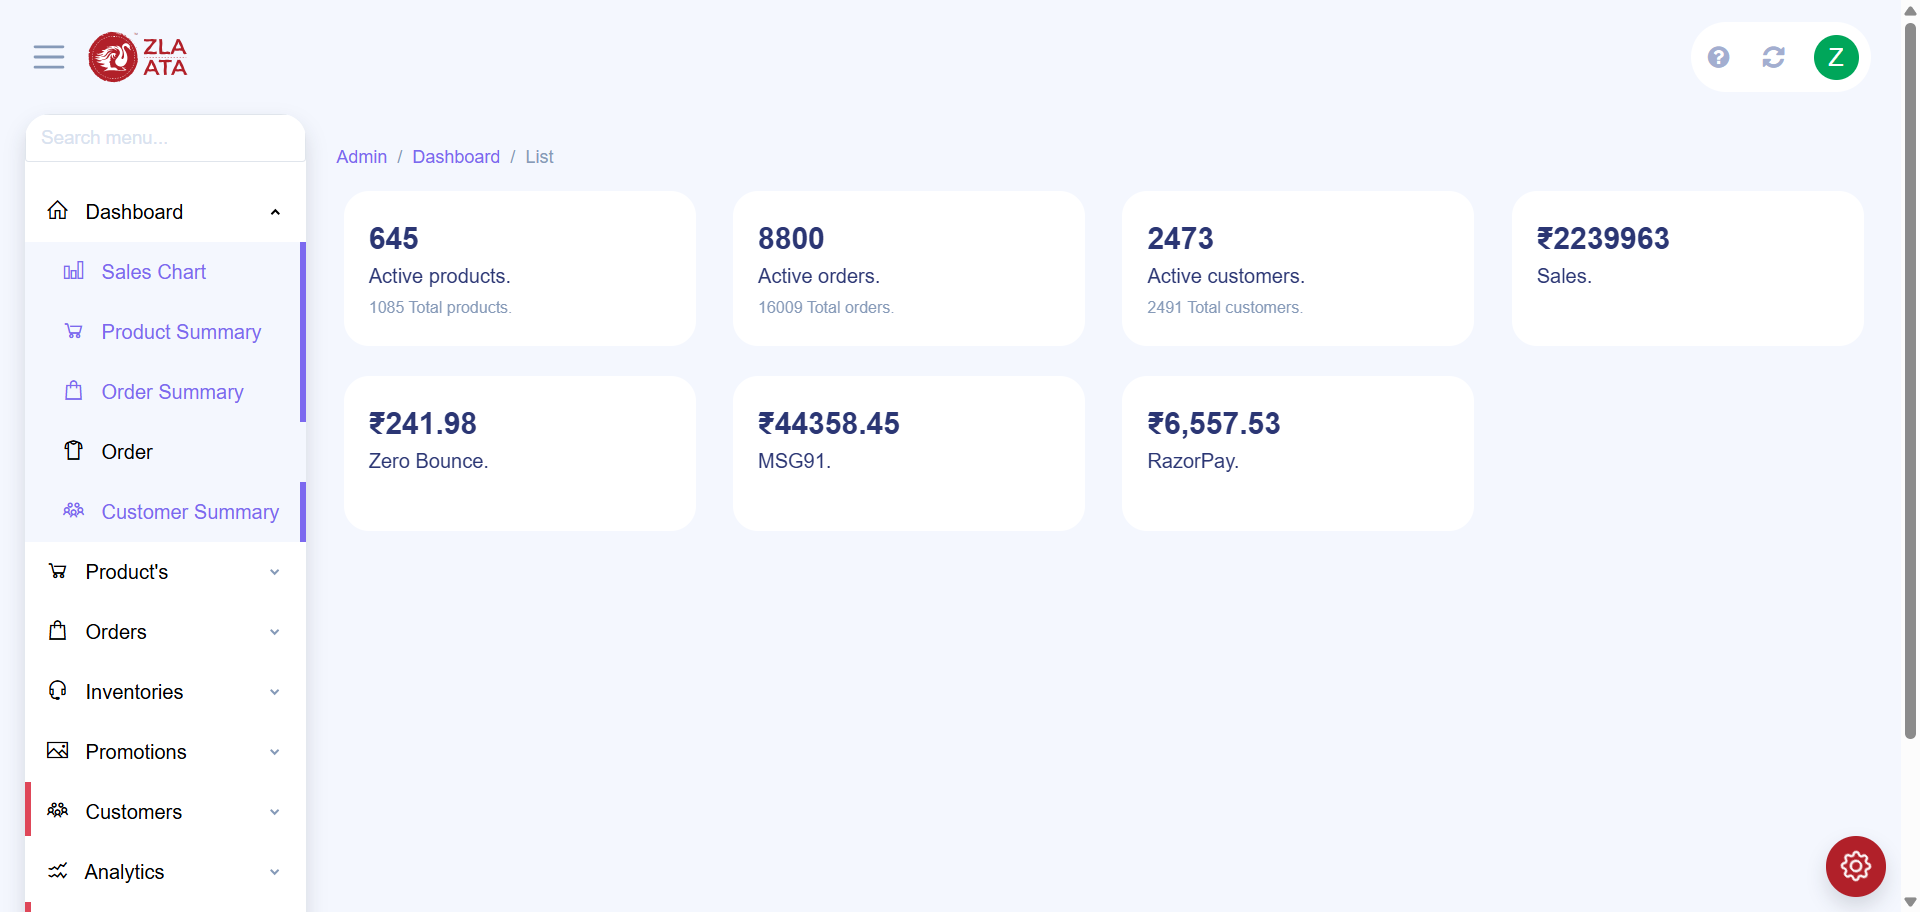 ZLA
ATA
Z
Search menu...
Admin / Dashboard / List
Dashboard
Sales Chart
Product Summary
Order Summary
Order
Customer Summary
Product's
Orders
Inventories
Promotions
Customers
Analytics
645
Active products.
1085 Total products.
8800
Active orders.
16009 Total orders.
2473
Active customers.
2491 Total customers.
₹2239963
Sales.
₹241.98
Zero Bounce.
₹44358.45
MSG91.
₹6,557.53
RazorPay.